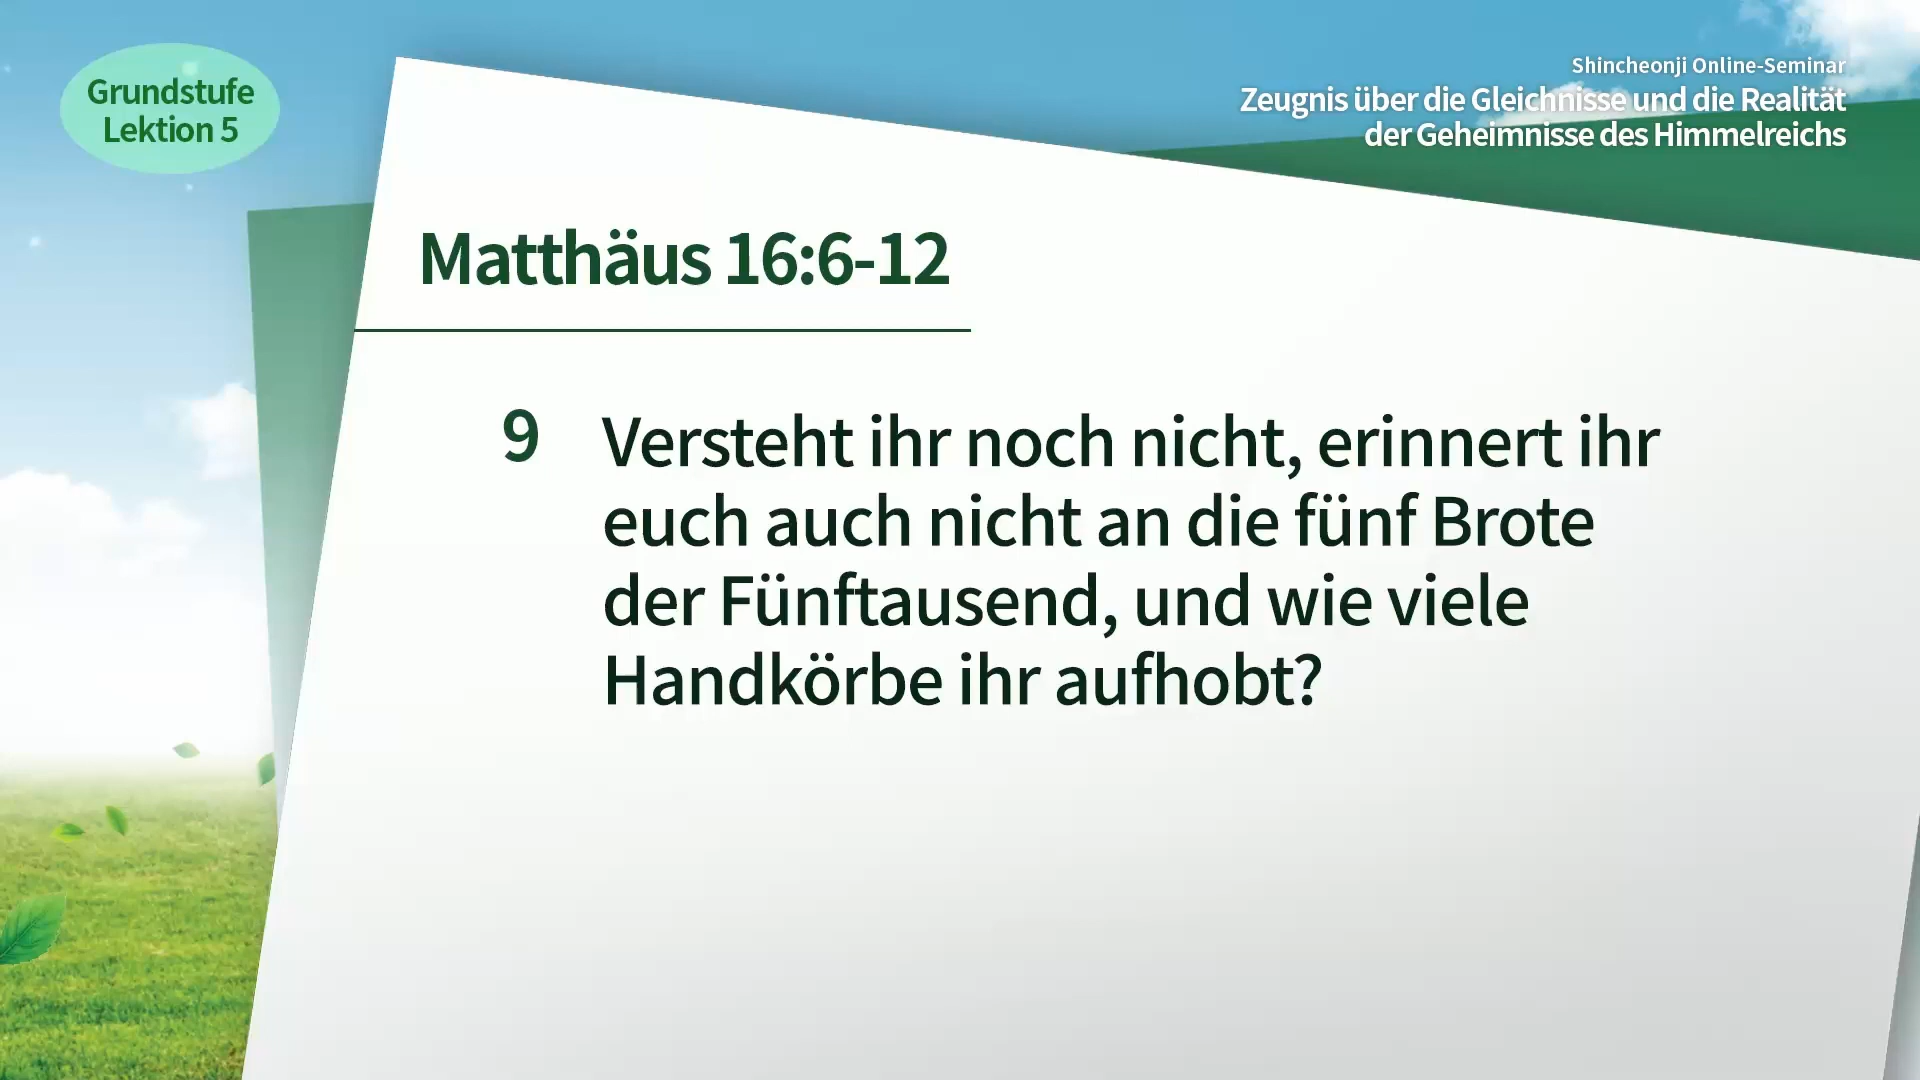 Grundstufe
Lektion 5
Shincheonji Online-Seminar
Zeugnis über die Gleichnisse und die Realität
der Geheimnisse des Himmelreichs
Matthäus 16:6-12
9 Versteht ihr noch nicht, erinnert ihr
euch auch nicht an die fünf Brote
der Fünftausend, und wie viele
Handkörbe ihr aufhobt?